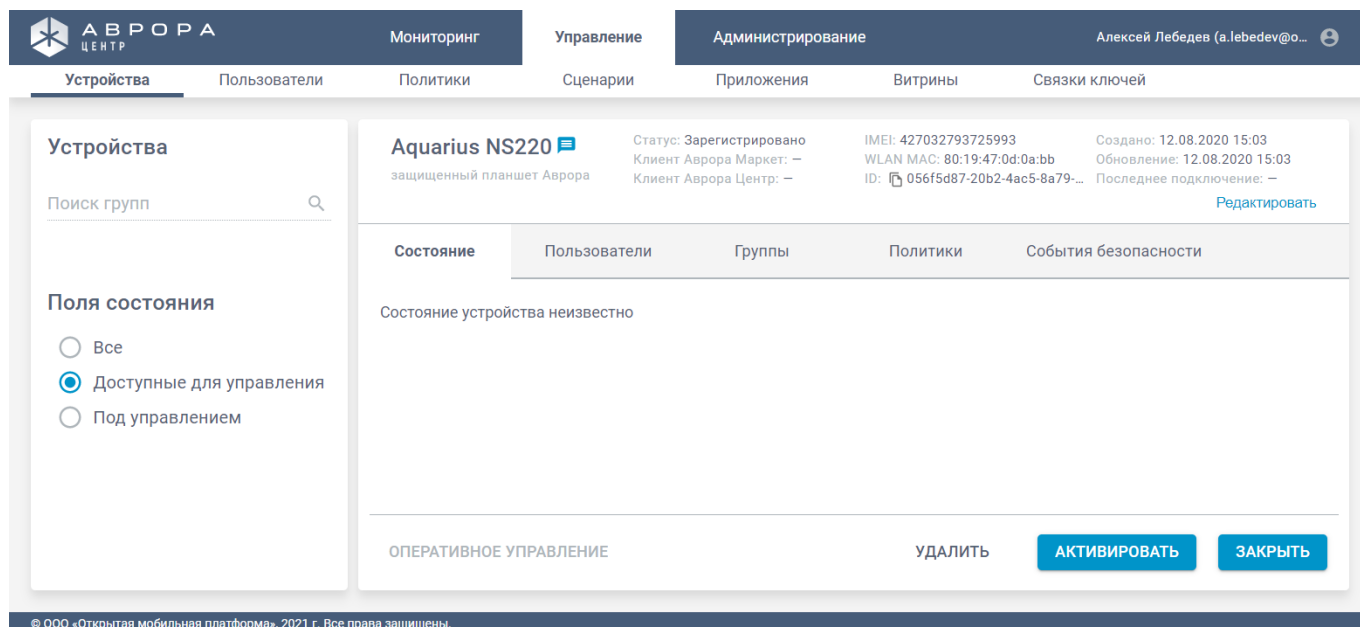 АВРОРА
ЦЕНТР
Мониторинг Управление Администрирование Алексей Лебедев (a.lebedev@o...
Устройства Пользователи Политики Сценарии Приложения Витрины Связки ключей
Устройства
Поиск групп
Поля состояния
Все
Доступные для управления
Под управлением
Aquarius NS220
защищенный планшет Аврора
Статус: Зарегистрировано
Клиент Аврора Маркет: —
Клиент Аврора Центр: —
IMEI: 427032793725993
WLAN MAC: 80:19:47:0d:0a:bb
ID: 056f5d87-20b2-4ac5-8a79-...
Создано: 12.08.2020 15:03
Обновление: 12.08.2020 15:03
Последнее подключение: —
Редактировать
Состояние Пользователи Группы Политики События безопасности
Состояние устройства неизвестно
ОПЕРАТИВНОЕ УПРАВЛЕНИЕ УДАЛИТЬ АКТИВИРОВАТЬ ЗАКРЫТЬ
© ООО «Открытая мобильная платформа», 2021 г. Все права защищены.